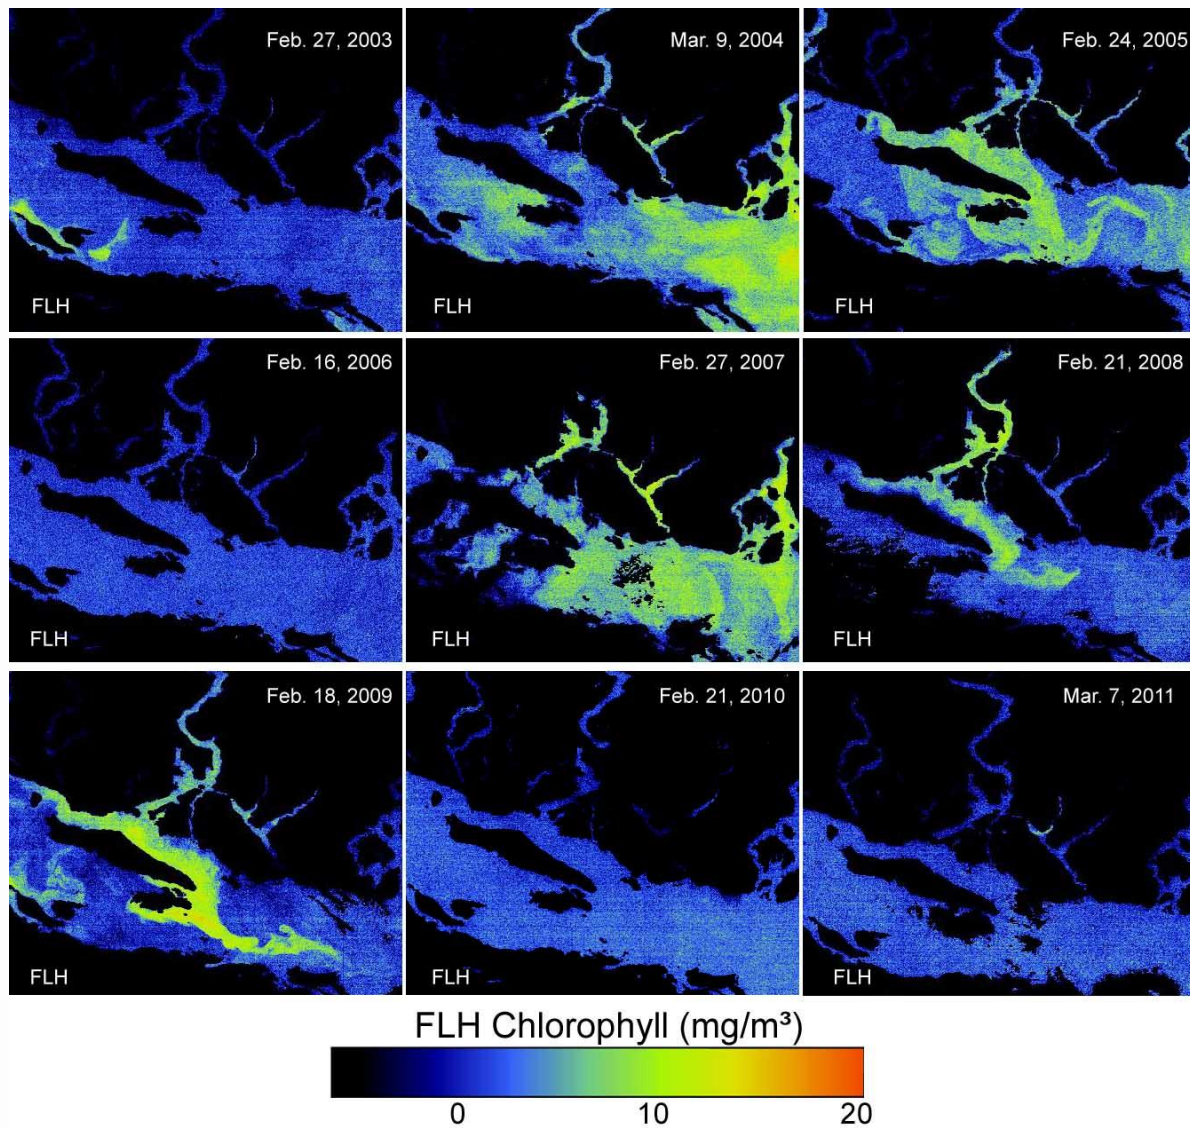 Feb. 27, 2003
Mar. 9, 2004
Feb. 24, 2005
FLH
FLH
FLH
Feb. 16, 2006
Feb. 27, 2007
Feb. 21, 2008
FLH
FLH
FLH
Feb. 18, 2009
Feb. 21, 2010
Mar. 7, 2011
FLH
FLH
FLH
FLH Chlorophyll (mg/m³)
0 10 20